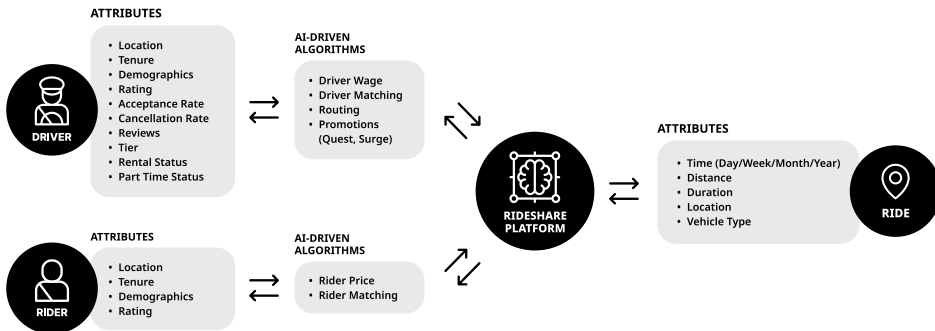 ATTRIBUTES
• Location
• Tenure
• Demographics
• Rating
• Acceptance Rate
• Cancellation Rate
• Reviews
• Tier
• Rental Status
• Part Time Status
DRIVER
AI-DRIVEN
ALGORITHMS
• Driver Wage
• Driver Matching
• Routing
• Promotions
(Quest, Surge)
ATTRIBUTES
• Location
• Tenure
• Demographics
• Rating
RIDER
AI-DRIVEN
ALGORITHMS
• Rider Price
• Rider Matching
RIDESHARE
PLATFORM
ATTRIBUTES
• Time (Day/Week/Month/Year)
• Distance
• Duration
• Location
• Vehicle Type
RIDE